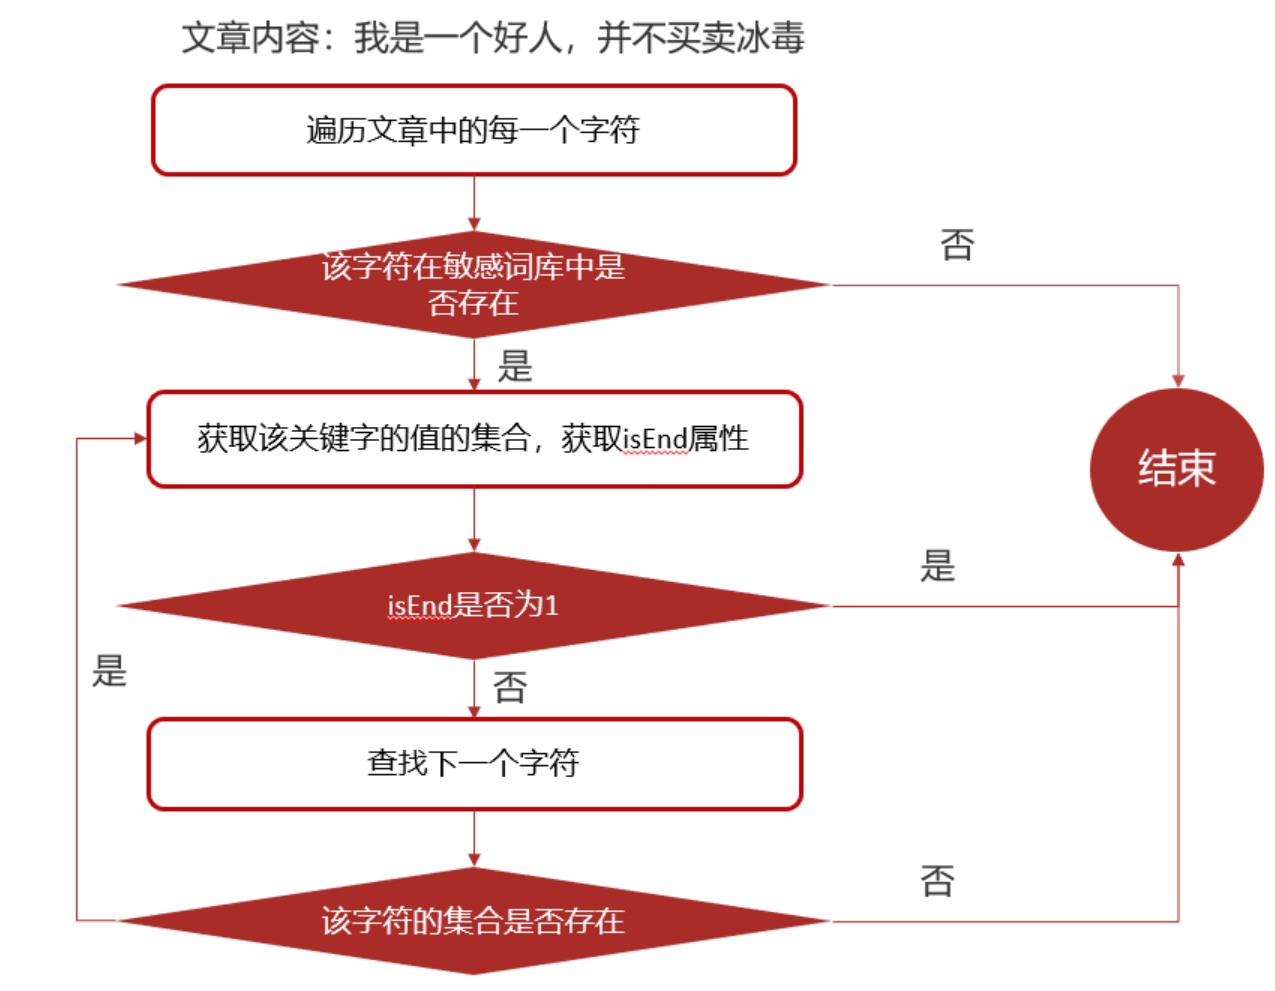 文章内容：我是一个好人，并不买卖冰毒
遍历文章中的每一个字符
该字符在敏感词库中是
否存在
否
是
获取该关键字的值的集合，获取isEnd属性
结束
isEnd是否为1
是
否
是
查找下一个字符
该字符的集合是否存在
否